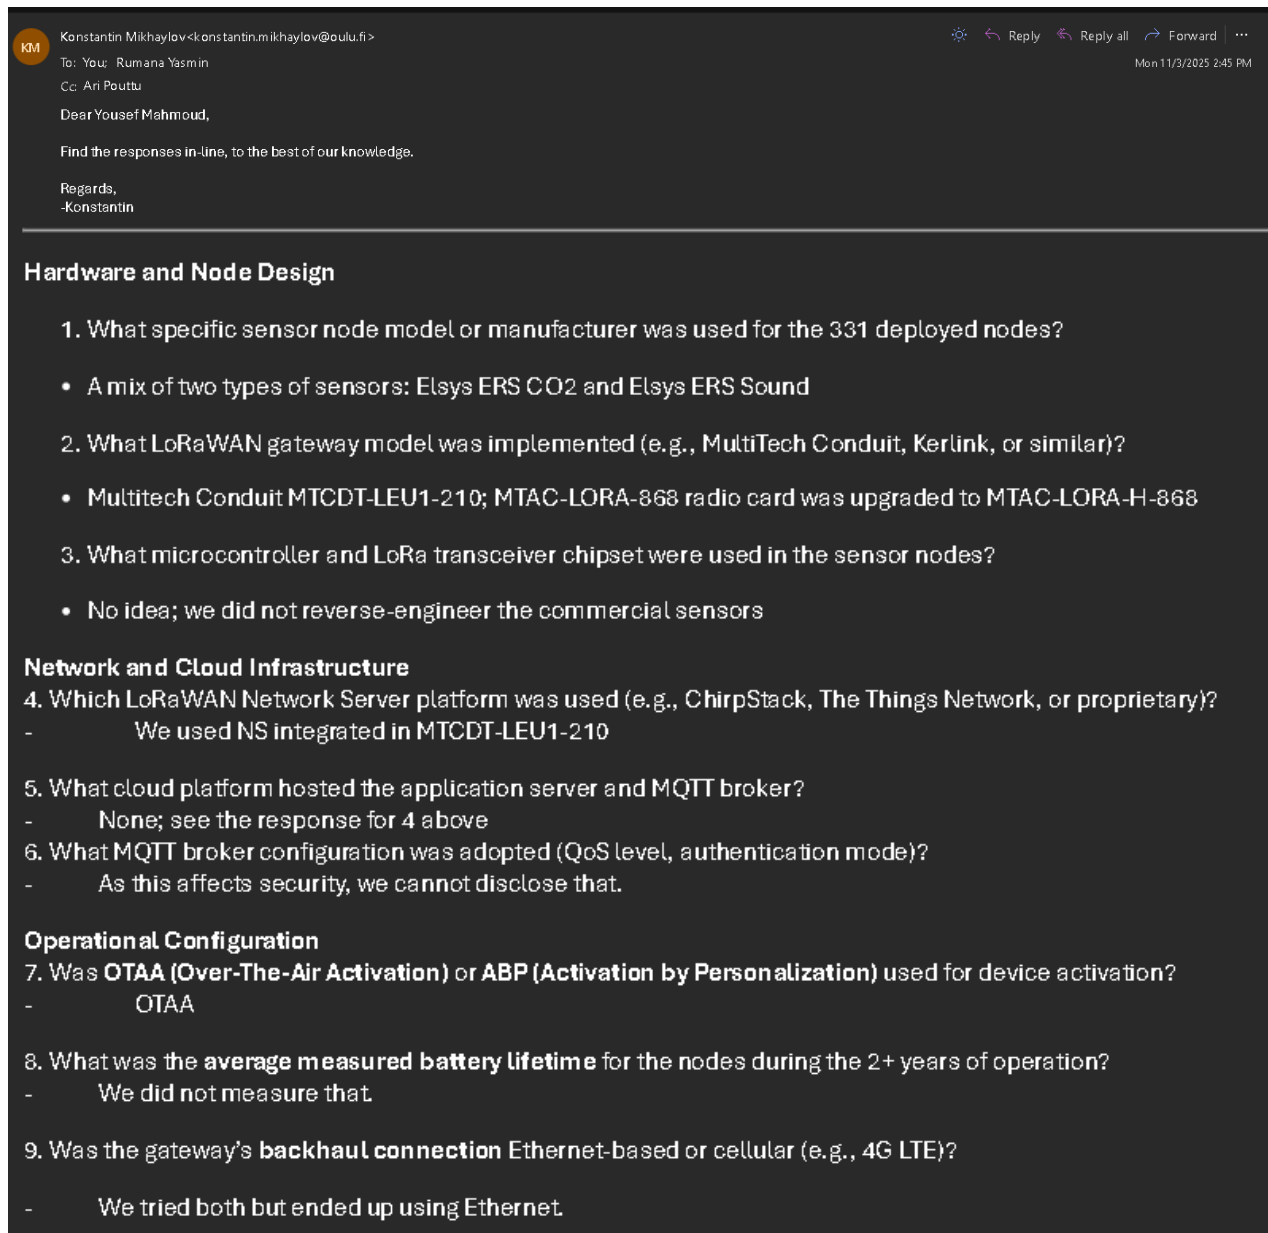 KM
Konstantin Mikhaylov<konstantin.mikhaylov@oulu.fi>
Reply
Reply all
Forward
To: You; Rumana Yasmin
Mon 11/3/2025 2:45 PM
Cc: Ari Pouttu
Dear Yousef Mahmoud,
Find the responses in-line, to the best of our knowledge.
Regards,
-Konstantin
Hardware and Node Design
1. What specific sensor node model or manufacturer was used for the 331 deployed nodes?
• A mix of two types of sensors: Elsys ERS CO2 and Elsys ERS Sound
2. What LoRaWAN gateway model was implemented (e.g., MultiTech Conduit, Kerlink, or similar)?
• Multitech Conduit MTCDT-LEU1-210; MTAC-LORA-868 radio card was upgraded to MTAC-LORA-H-868
3. What microcontroller and LoRa transceiver chipset were used in the sensor nodes?
• No idea; we did not reverse-engineer the commercial sensors
Network and Cloud Infrastructure
4. Which LoRaWAN Network Server platform was used (e.g., ChirpStack, The Things Network, or proprietary)?
- We used NS integrated in MTCDT-LEU1-210
5. What cloud platform hosted the application server and MQTT broker?
- None; see the response for 4 above
6. What MQTT broker configuration was adopted (QoS level, authentication mode)?
- As this affects security, we cannot disclose that.
Operational Configuration
7. Was OTAA (Over-The-Air Activation) or ABP (Activation by Personalization) used for device activation?
- OTAA
8. What was the average measured battery lifetime for the nodes during the 2+ years of operation?
- We did not measure that.
9. Was the gateway's backhaul connection Ethernet-based or cellular (e.g., 4G LTE)?
- We tried both but ended up using Ethernet.